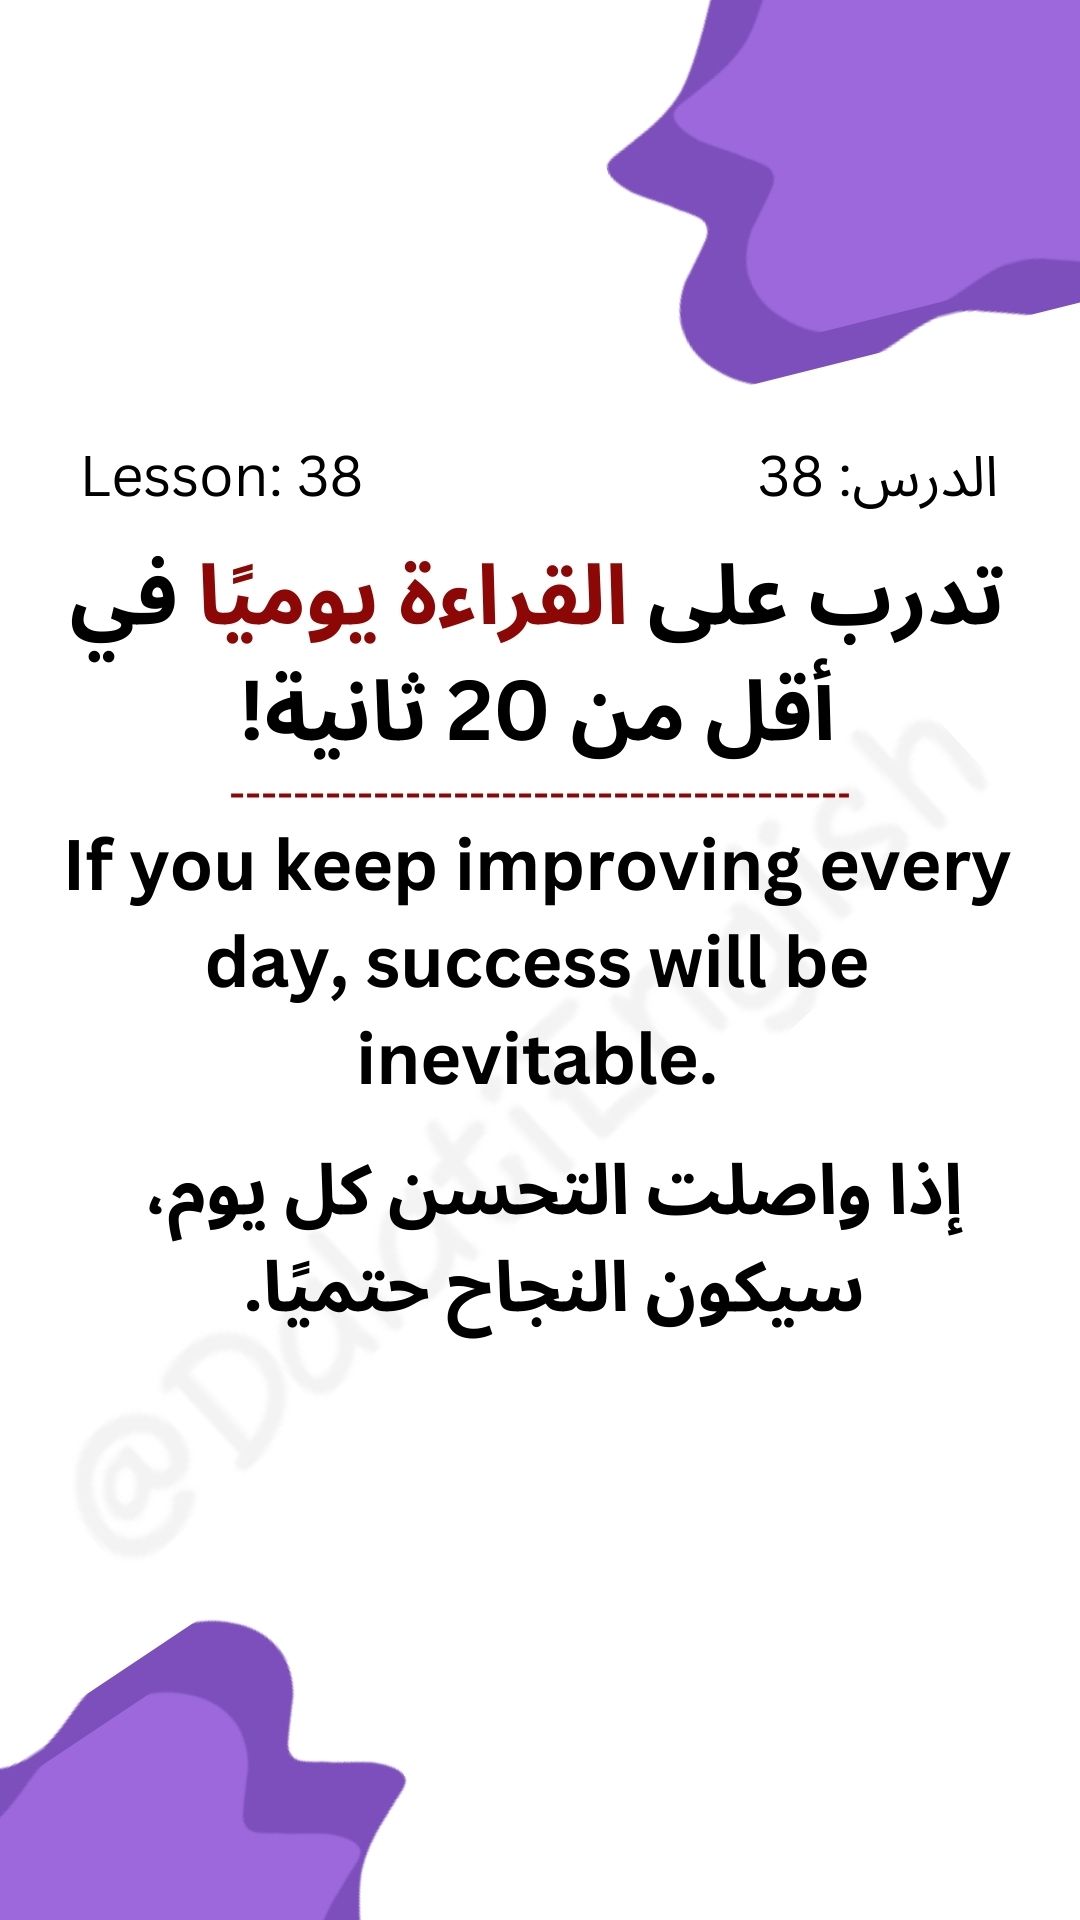 Lesson: 38
الدرس: 38
تدرب على القراءة يوميًا في
أقل من 20 ثانية!
---------------------------------------
If you keep improving every
day, success will be
inevitable.
إذا واصلت التحسن كل يوم،
سيكون النجاح حتميًا.
@DdatiEnglish